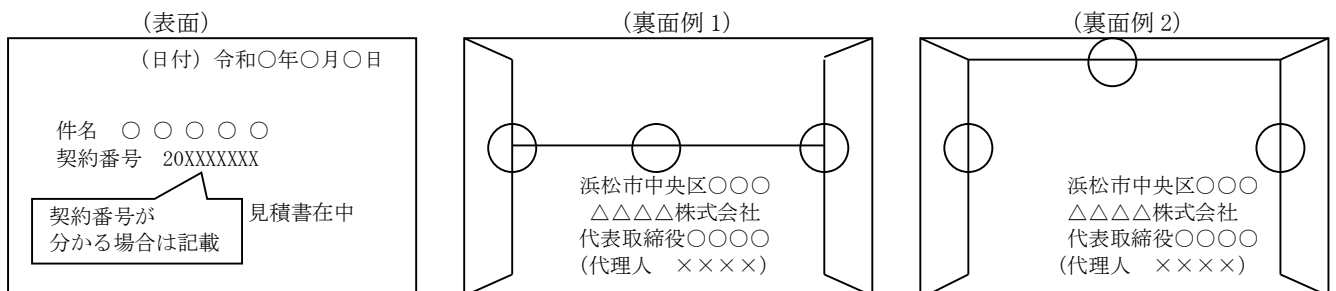 (表面)
(日付) 令和○年○月○日
件名 ○ ○ ○ ○ ○
契約番号 20XXXXXXX
契約番号が
分かる場合は記載
見積書在中
(裏面例 1)
浜松市中央区○○○
△△△△株式会社
代表取締役○○○○
(代理人 ××××)
(裏面例 2)
浜松市中央区○○○
△△△△株式会社
代表取締役○○○○
(代理人 ××××)